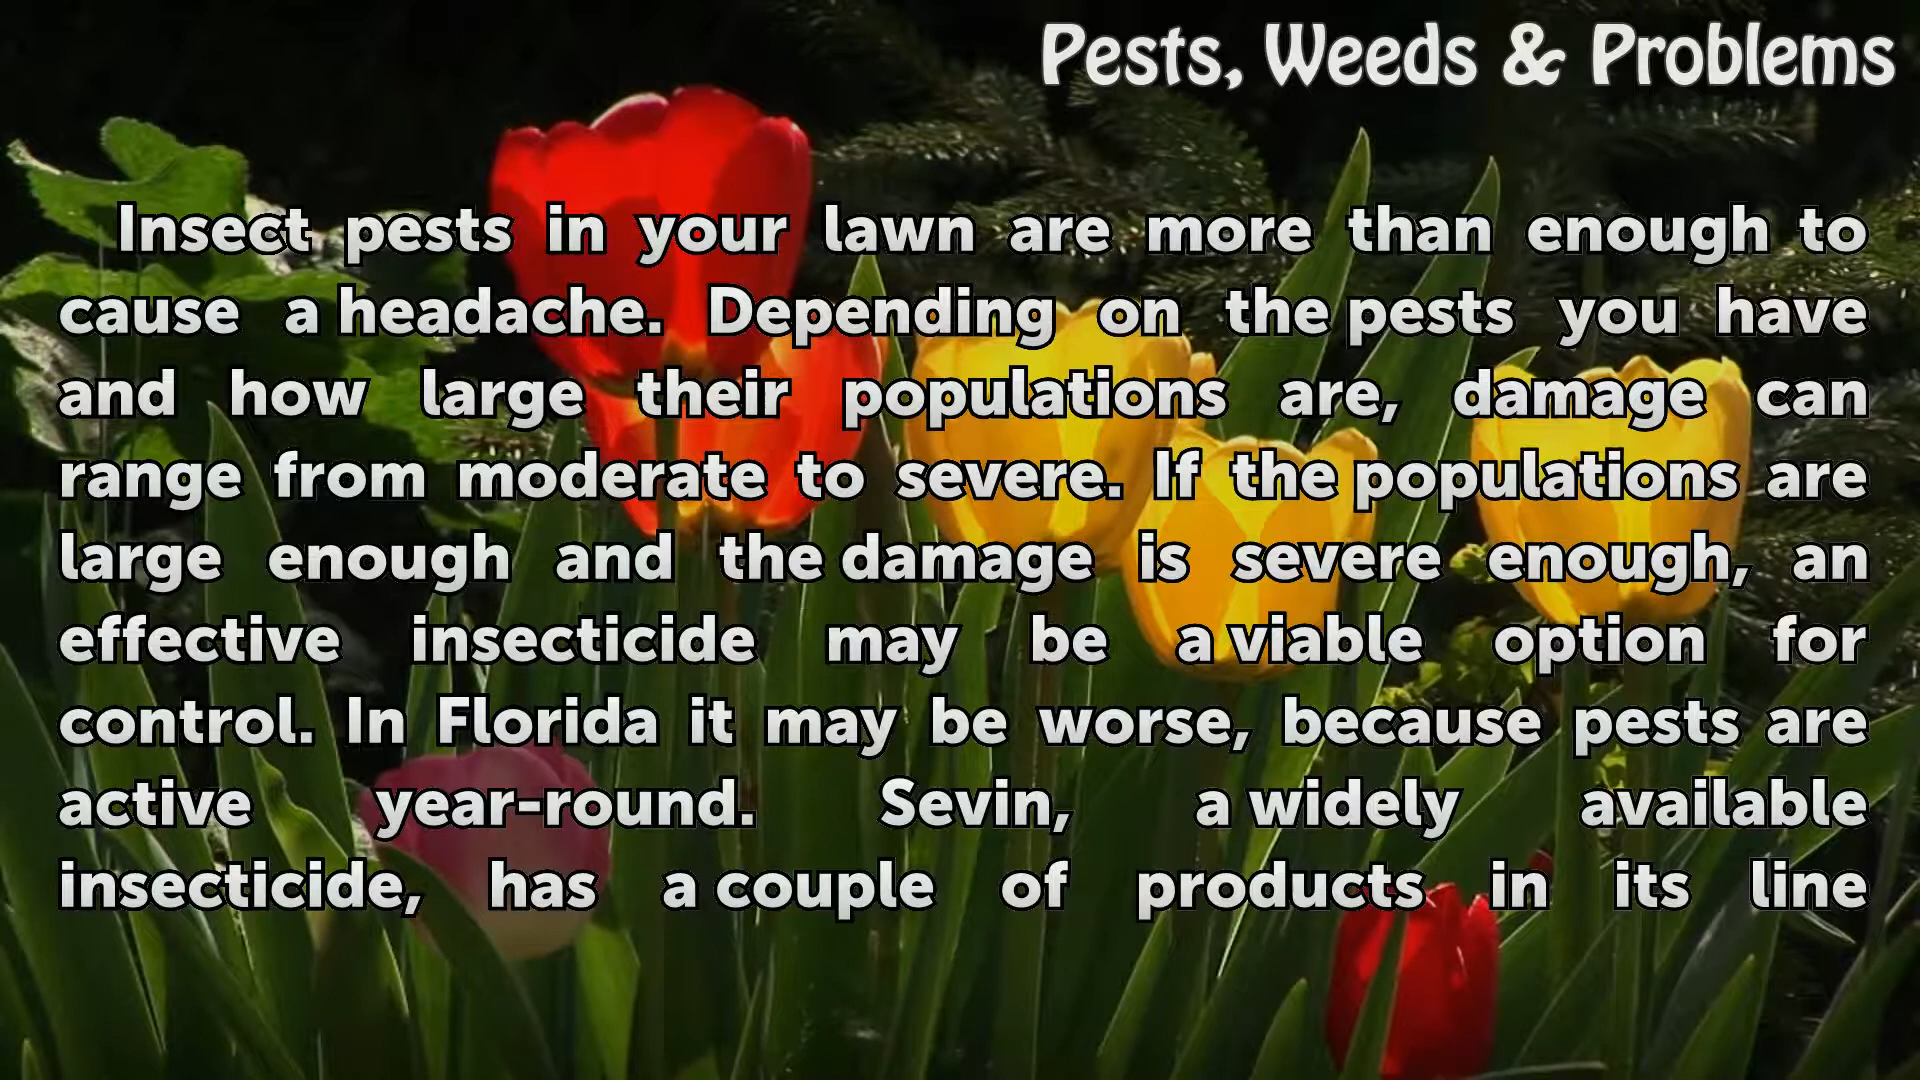 Pests, Weeds & Problems
Insect pests in your lawn are more than enough to
cause a headache. Depending on the pests you have
and how large their populations are, damage can
range from moderate to severe. If the populations are
large enough and the damage is severe enough, an
effective insecticide may be a viable option for
control. In Florida it may be worse, because pests are
active year-round. Sevin, a widely available
insecticide, has a couple of products in its line